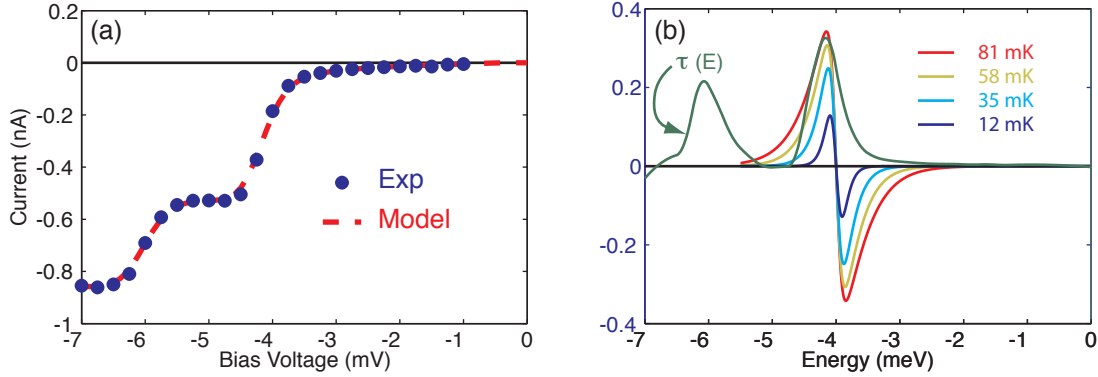 (a)
0.2
0
-0.2
-0.4
-0.6
-0.8
-1
Current (nA)
Exp
Model
-7
-6
-5
-4
-3
-2
-1
0
Bias Voltage (mV)
(b)
0.4
0.2
0
0.2
-0.4
τ (E)
81 mK
58 mK
35 mK
12 mK
-7
-6
-5
-4
-3
-2
-1
0
Energy (meV)